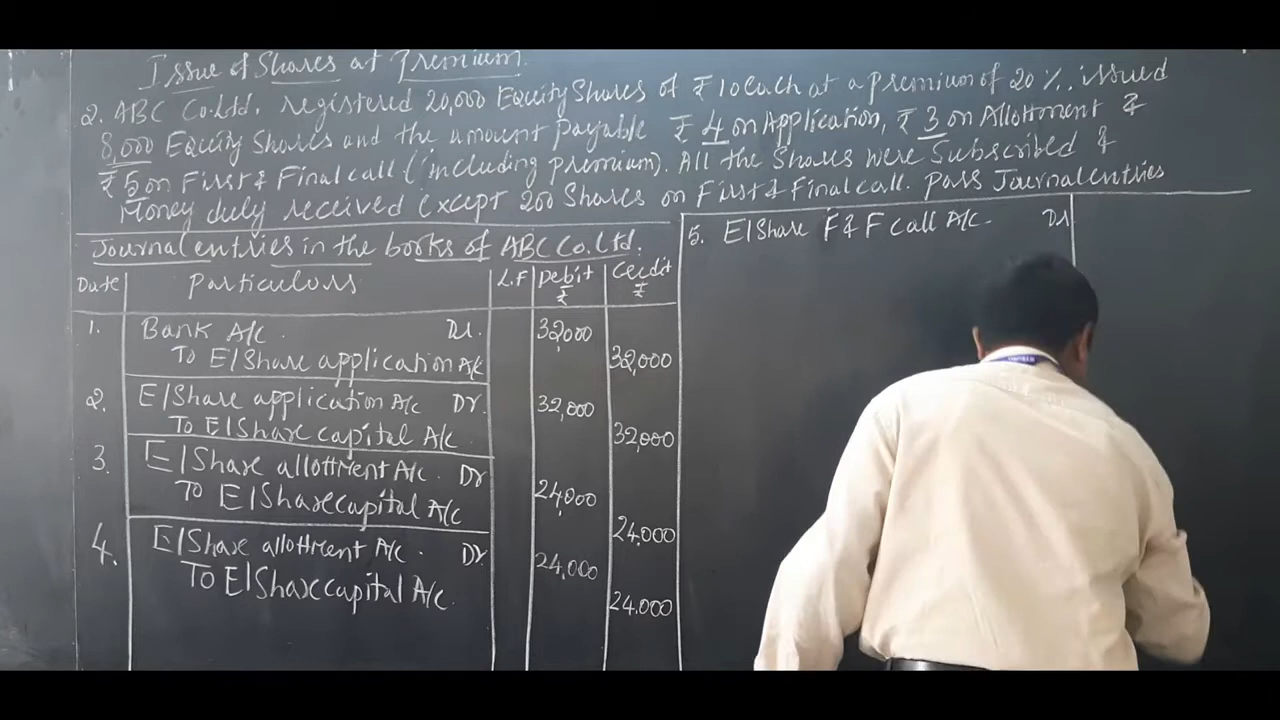 Issue of Shares at Premium.
2. ABC Co. Ltd. registered 20,000 Equity Shares of ₹ 10 each at a premium of 20 %. issued
8,000 Equity Shares and the amount payable ₹ 4 on Application, ₹ 3 on Allottment &
₹ 5 on First & Final call (including premium). All the Shares were Subscribed &
Money duly received except 200 Shares on First & Final call. Pass Journal entries
Journal entries in the books of ABC Co. Ltd.
Date Particulars L.F Debit ₹ Credit ₹
1. Bank A/c. Dr. 32,000
To E/Share application A/c 32,000
2. E/Share application A/c Dr. 32,000
To E/Share capital A/c 32,000
3. E/Share allottment A/c. Dr 24,000
To E/Share capital A/c 24,000
4. E/Share allottment A/c. Dr 24,000
To E/Share capital A/c. 24,000
5. E/Share F & F call A/c. Dr